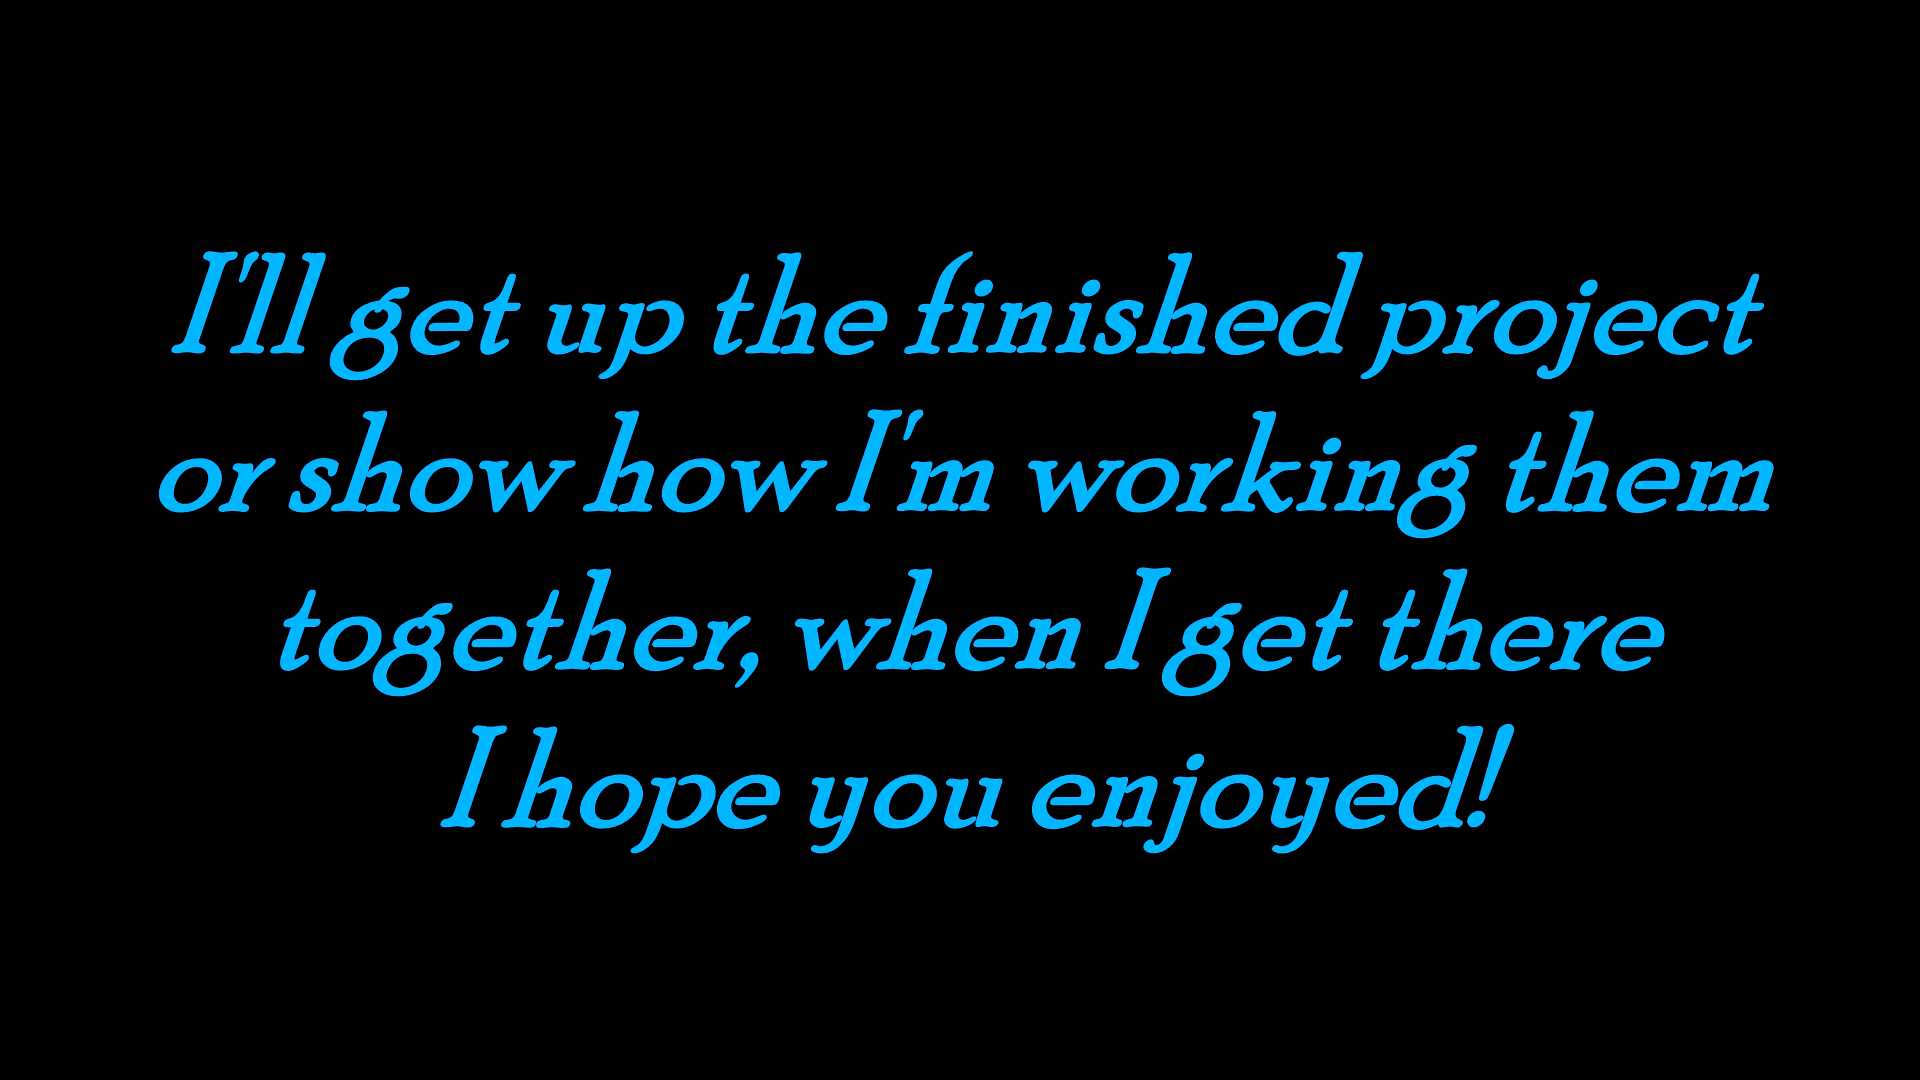 I'll get up the finished project
or show how I'm working them
together, when I get there
I hope you enjoyed!